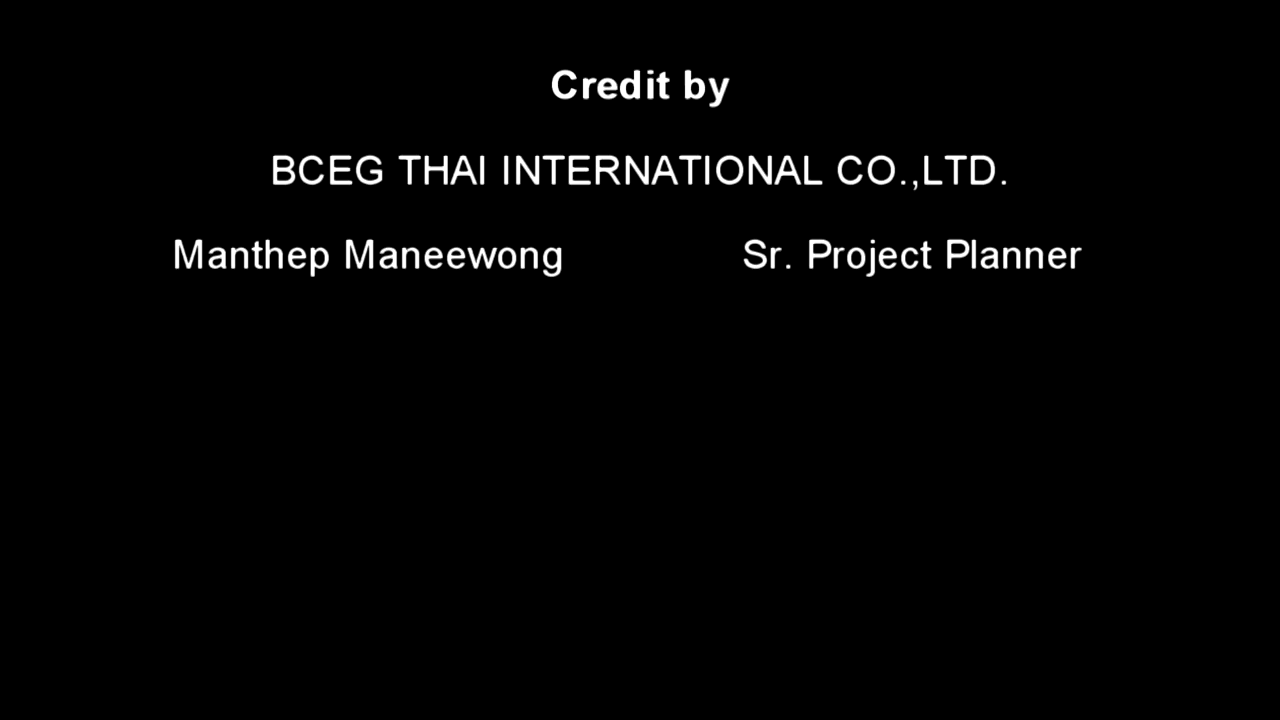 Credit by
BCEG THAI INTERNATIONAL CO.,LTD.
Manthep Maneewong Sr. Project Planner